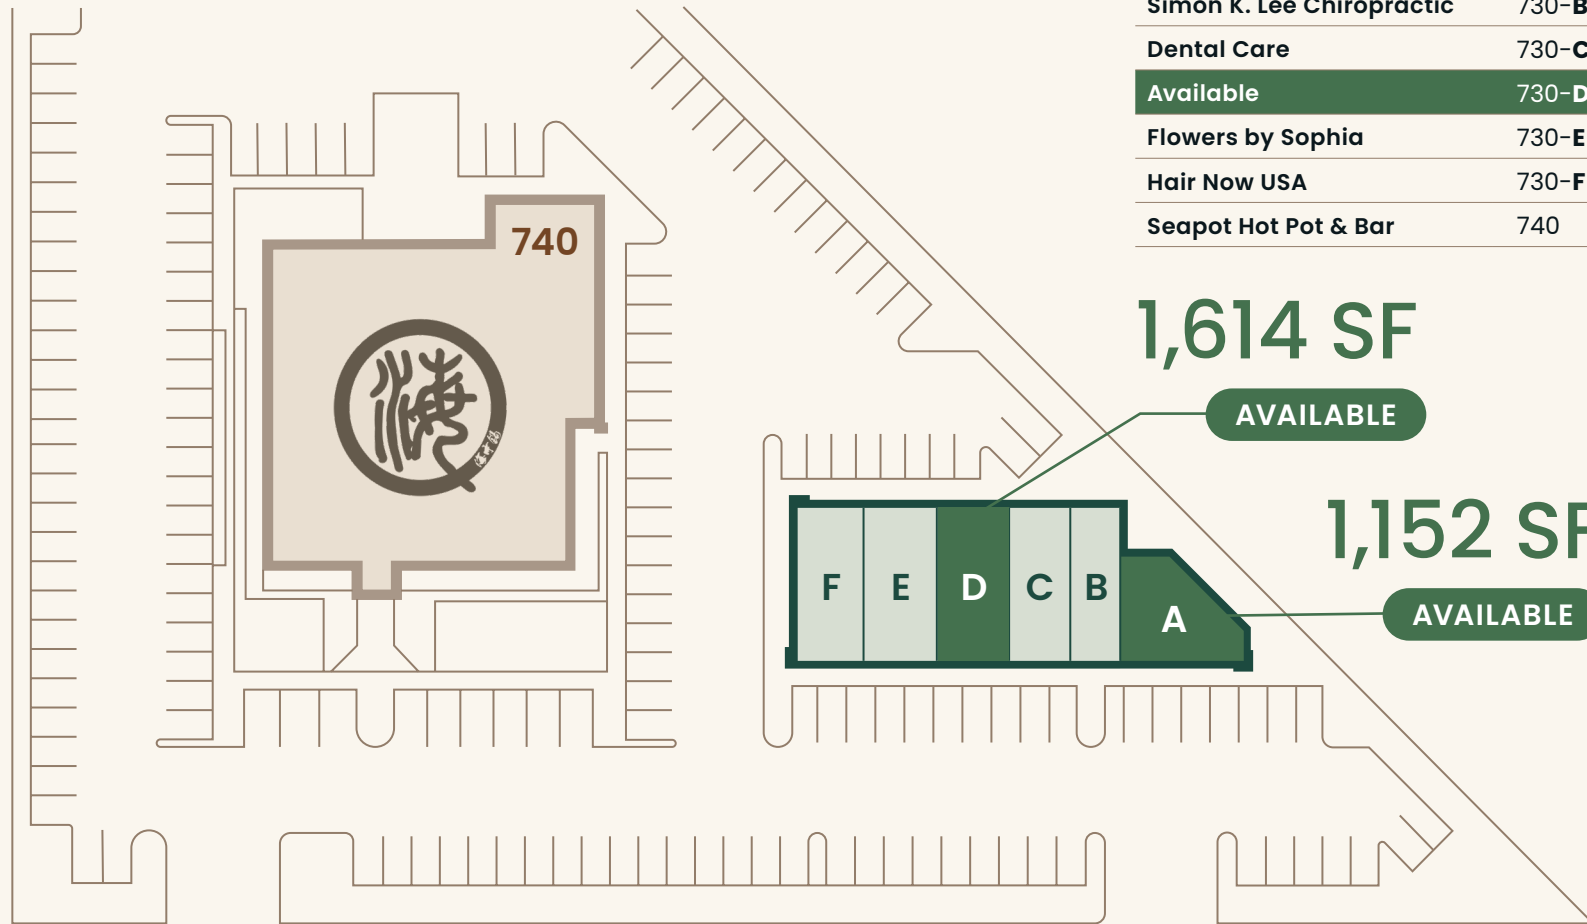 Simon K. Lee Chiropractic 730-B
Dental Care 730-C
Available 730-D
Flowers by Sophia 730-E
Hair Now USA 730-F
Seapot Hot Pot & Bar 740
740
1,614 SF
AVAILABLE
1,152 SF
AVAILABLE
F E D C B A